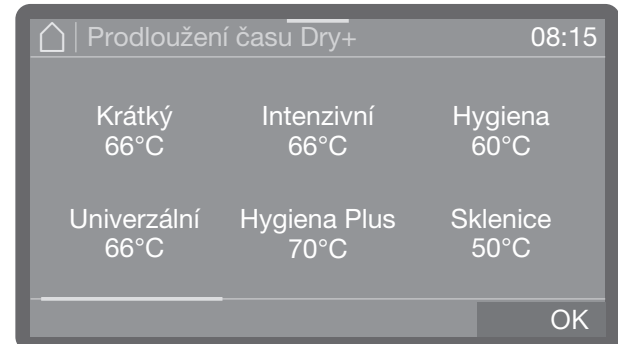 Prodloužení času Dry+ 08:15
Krátký Intenzivní Hygiena
66°C 66°C 60°C
Univerzální Hygiena Plus Sklenice
66°C 70°C 50°C
OK